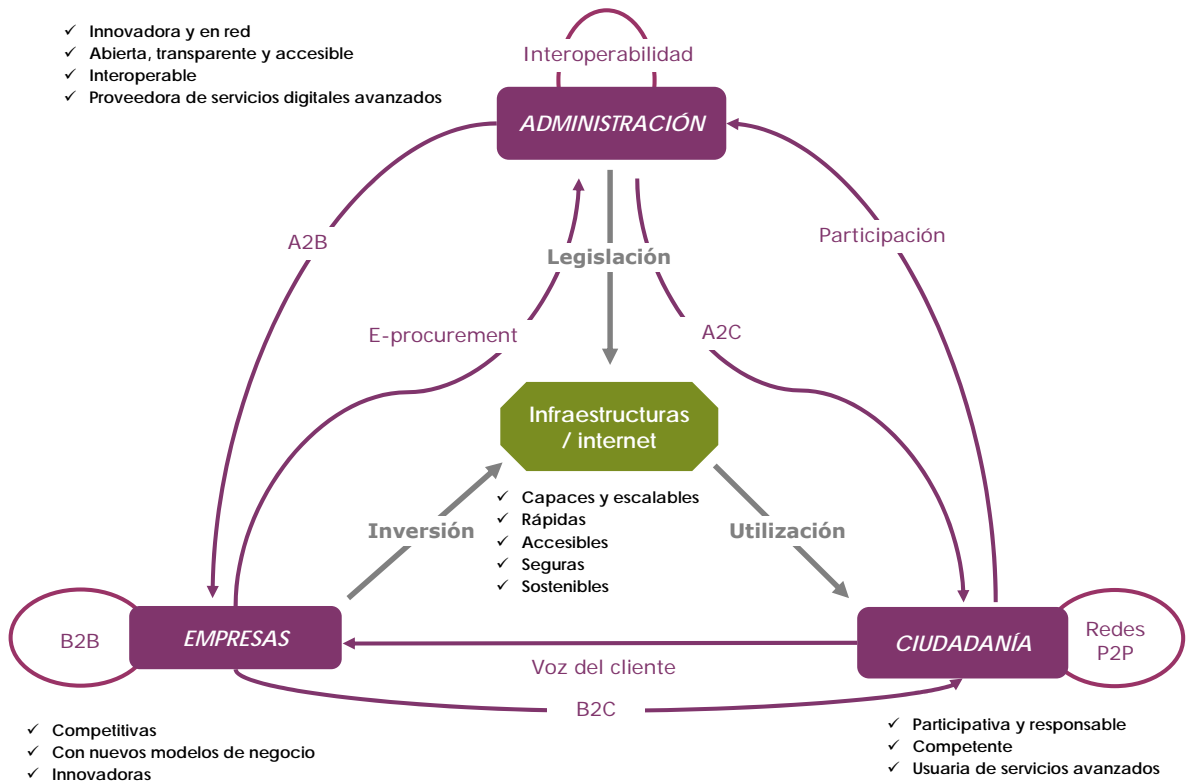 ✓ Innovadora y en red
✓ Abierta, transparente y accesible
✓ Interoperable
✓ Proveedora de servicios digitales avanzados
Interoperabilidad
ADMINISTRACIÓN
A2B
Participación
Legislación
E-procurement
A2C
Infraestructuras
/ internet
✓ Capaces y escalables
✓ Rápidas
✓ Accesibles
✓ Seguras
✓ Sostenibles
Inversión
Utilización
B2B
EMPRESAS
CIUDADANÍA
Redes
P2P
Voz del cliente
B2C
✓ Competitivas
✓ Con nuevos modelos de negocio
✓ Innovadoras
✓ Participativa y responsable
✓ Competente
✓ Usuaria de servicios avanzados